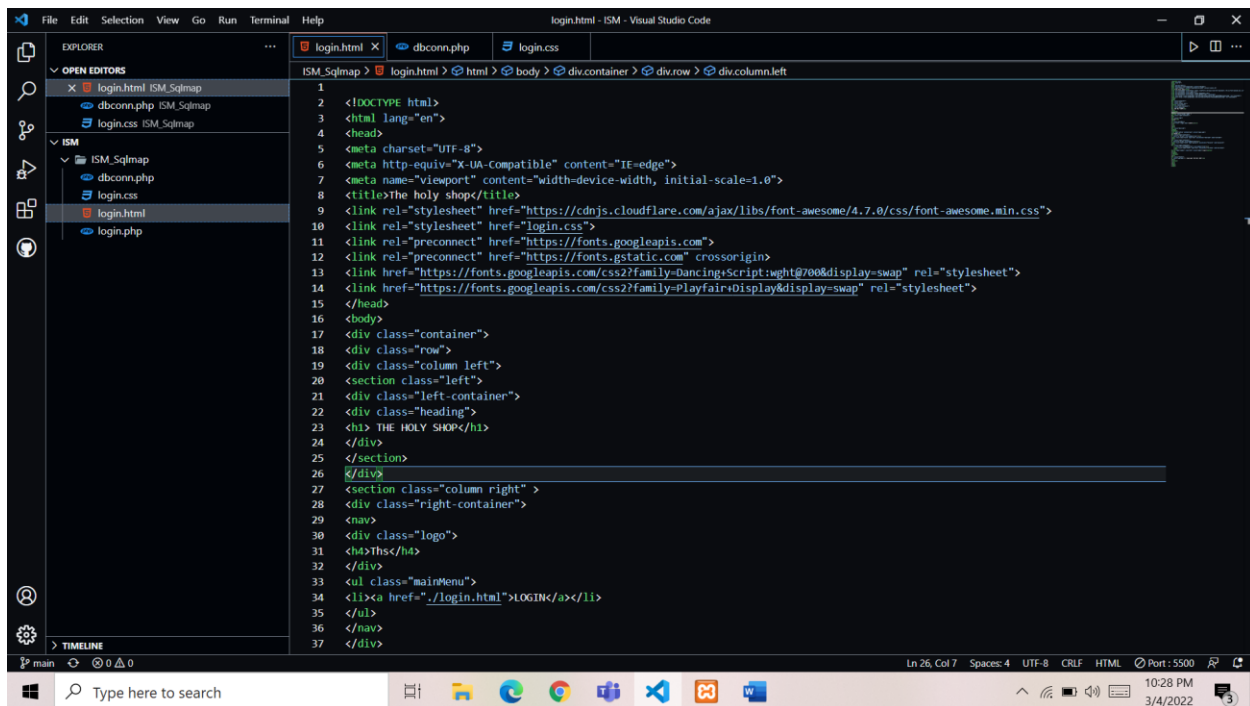 File Edit Selection View Go Run Terminal Help login.html - ISM - Visual Studio Code
EXPLORER
login.html dbconn.php login.css
OPEN EDITORS
ISM_Sqlmap > login.html > html > body > div.container > div.row > div.column.left
login.html ISM_Sqlmap
dbconn.php ISM_Sqlmap
login.css ISM_Sqlmap
ISM
ISM_Sqlmap
dbconn.php
login.css
login.html
login.php
TIMELINE
1
2 <!DOCTYPE html>
3 <html lang="en">
4 <head>
5 <meta charset="UTF-8">
6 <meta http-equiv="X-UA-Compatible" content="IE=edge">
7 <meta name="viewport" content="width=device-width, initial-scale=1.0">
8 <title>The holy shop</title>
9 <link rel="stylesheet" href="https://cdnjs.cloudflare.com/ajax/libs/font-awesome/4.7.0/css/font-awesome.min.css">
10 <link rel="stylesheet" href="login.css">
11 <link rel="preconnect" href="https://fonts.googleapis.com">
12 <link rel="preconnect" href="https://fonts.gstatic.com" crossorigin>
13 <link href="https://fonts.googleapis.com/css2?family=Dancing+Script:wght@700&display=swap" rel="stylesheet">
14 <link href="https://fonts.googleapis.com/css2?family=Playfair+Display&display=swap" rel="stylesheet">
15 </head>
16 <body>
17 <div class="container">
18 <div class="row">
19 <div class="column left">
20 <section class="left">
21 <div class="left-container">
22 <div class="heading">
23 <h1> THE HOLY SHOP</h1>
24 </div>
25 </section>
26 </div>
27 <section class="column right" >
28 <div class="right-container">
29 <nav>
30 <div class="logo">
31 <h4>Ths</h4>
32 </div>
33 <ul class="mainMenu">
34 <li><a href="./login.html">LOGIN</a></li>
35 </ul>
36 </nav>
37 </div>
main 0 0 Ln 26, Col 7 Spaces: 4 UTF-8 CRLF HTML Port : 5500
Type here to search
10:28 PM
3/4/2022
3